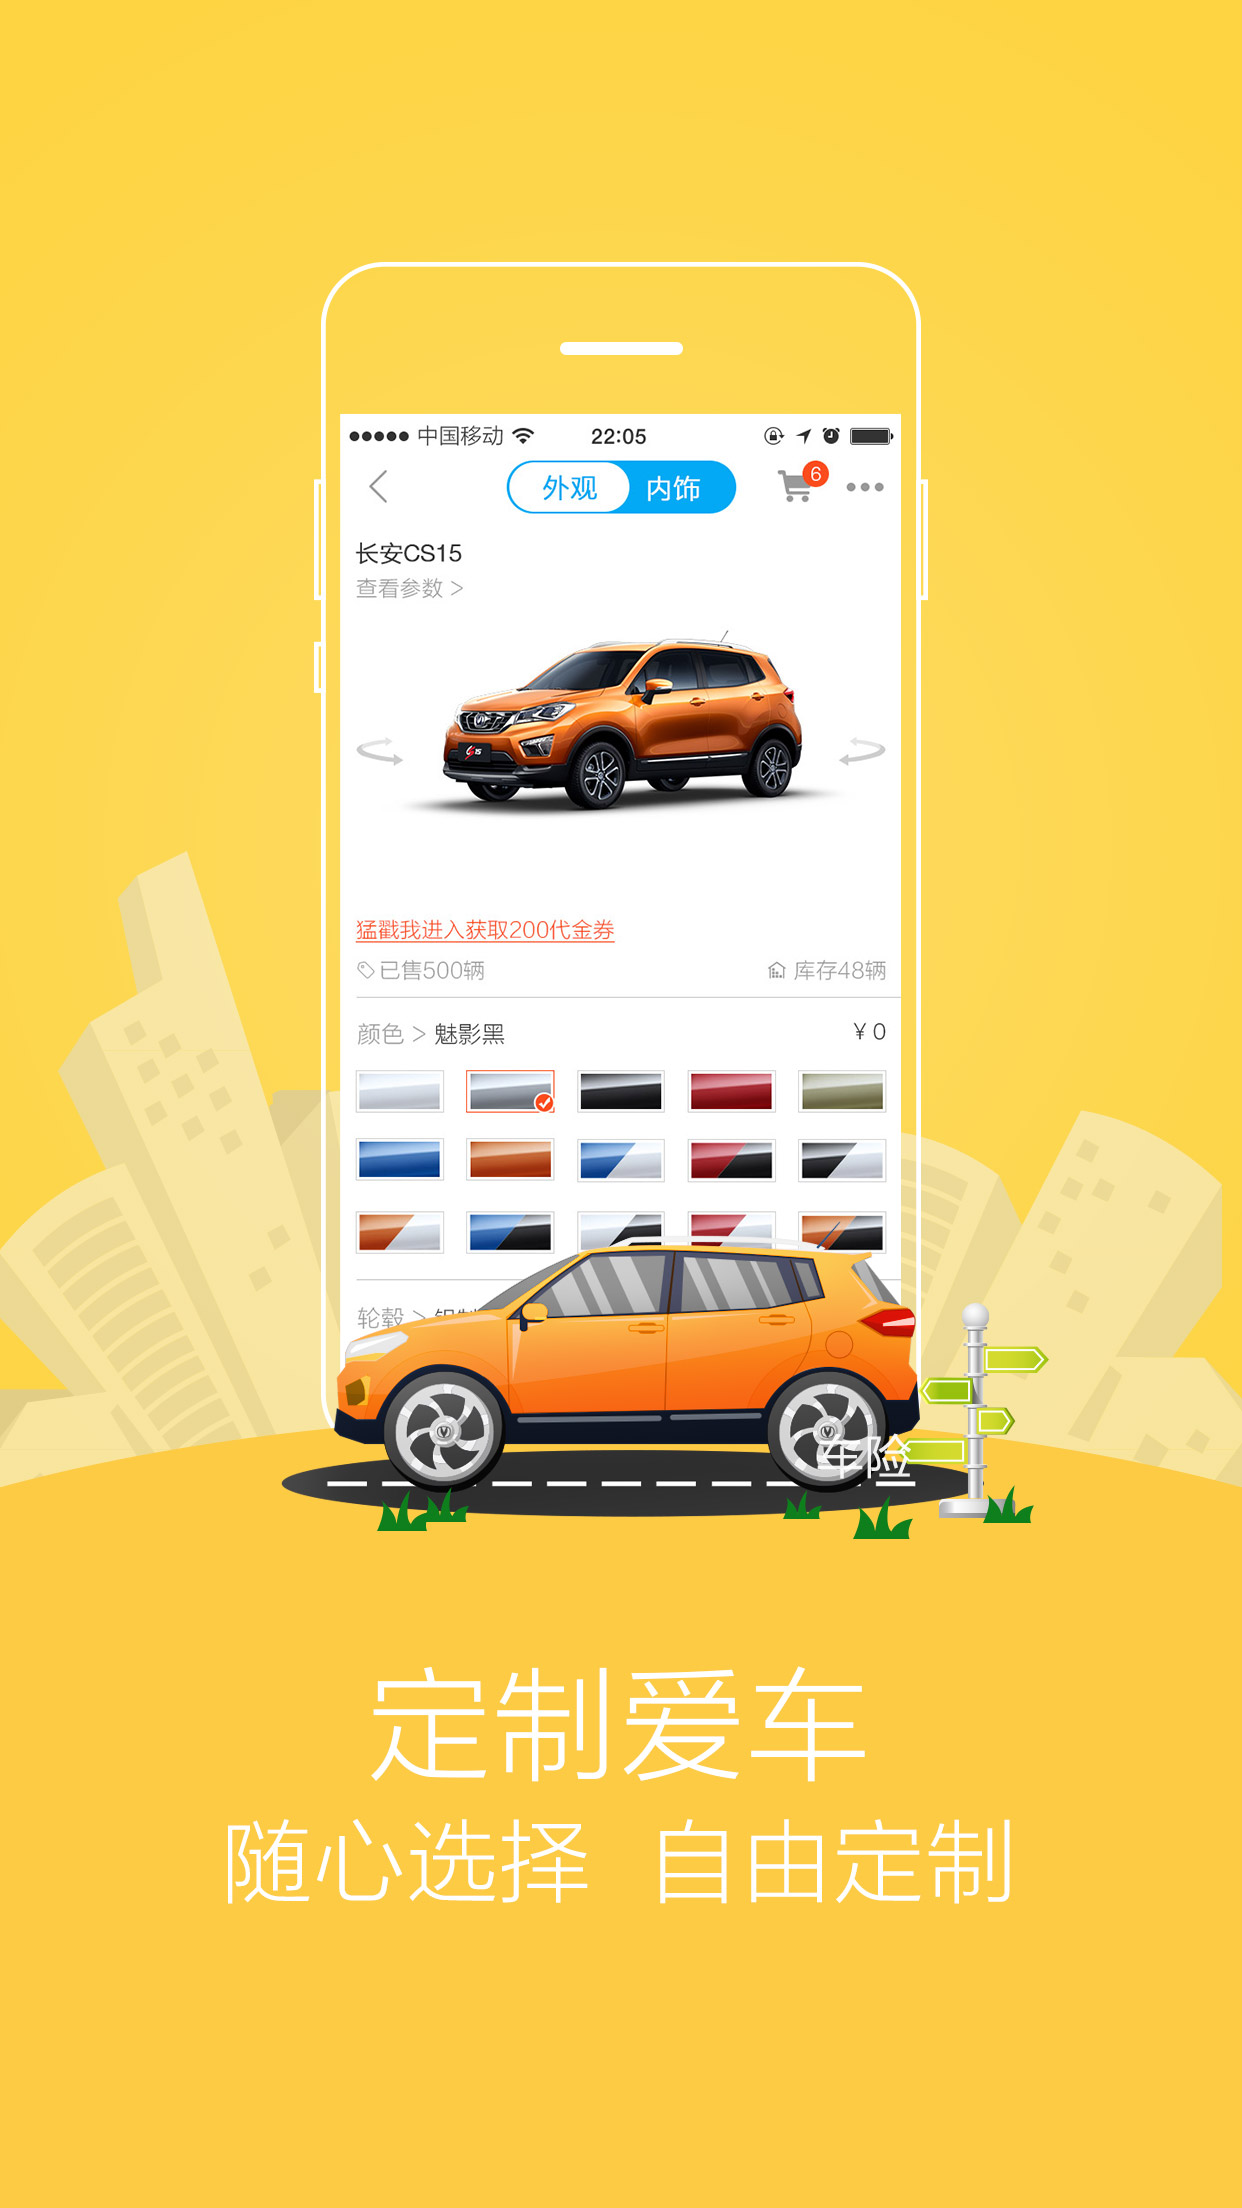 中国移动 22:05
外观 内饰 6
长安CS15
查看参数 >
CS15
猛戳我进入获取200代金券
已售500辆 库存48辆
颜色 > 魅影黑 ¥ 0
轮毂 >
车险
定制爱车
随心选择 自由定制